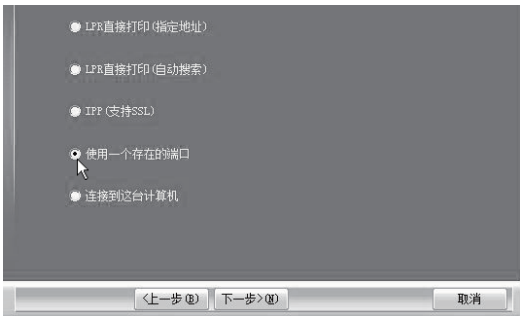 LPR直接打印(指定地址)
LPR直接打印(自动搜索)
IPP(支持SSL)
使用一个存在的端口
连接到这台计算机
<上一步(B) 下一步>(N) 取消